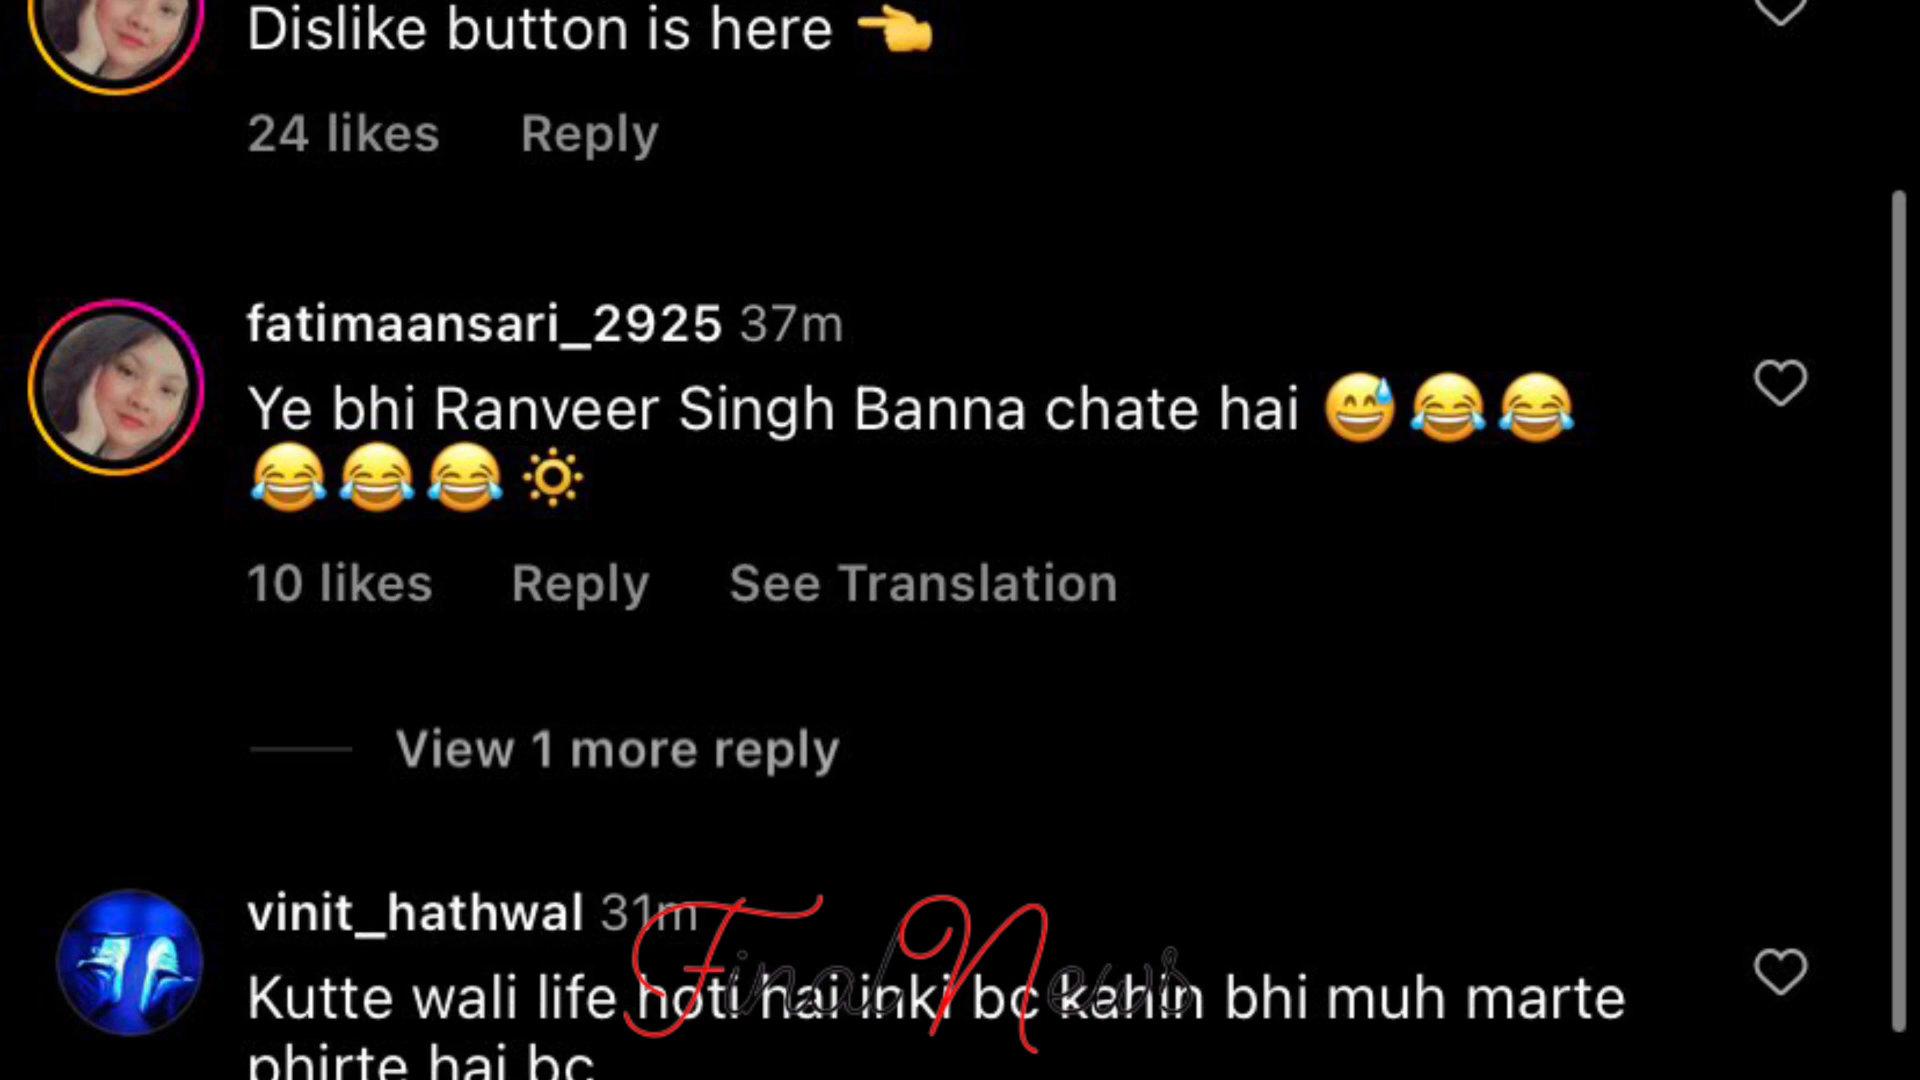 Dislike button is here 👈
24 likes Reply
fatimaansari_2925 37m
Ye bhi Ranveer Singh Banna chate hai 😅😂😂
😂😂😂🔅
10 likes Reply See Translation
View 1 more reply
vinit_hathwal 31m
Final News
Kutte wali life hoti hai inki bc kahin bhi muh marte
phirte hai bc